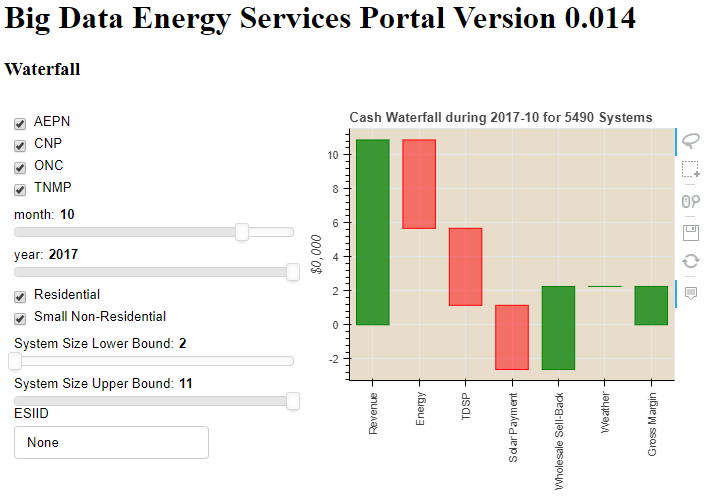 Big Data Energy Services Portal Version 0.014
Waterfall
AEPN
CNP
ONC
TNMP
month: 10
year: 2017
Residential
Small Non-Residential
System Size Lower Bound: 2
System Size Upper Bound: 11
ESIID
None
Cash Waterfall during 2017-10 for 5490 Systems
$0,000
10
8
6
4
2
0
-2
Revenue
Energy
TDSP
Solar Payment
Wholesale Sell-Back
Weather
Gross Margin